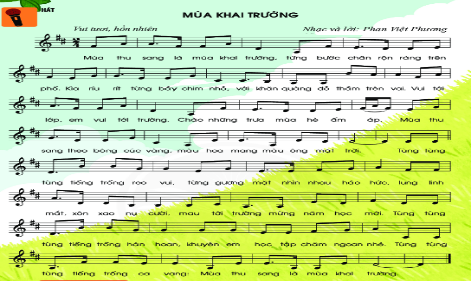 HÁT
MÙA KHAI TRƯỜNG
Vui tươi, hồn nhiên
Nhạc và lời: Phan Việt Phương
Mùa thu sang là mùa khai trường, từng bước chân rộn ràng trên
phố. Kìa ríu rít từng bầy chim nhỏ, với khăn quàng đỏ thắm trên vai. Vui tới
lớp, em vui tới trường. Chào những trưa mùa hè ấm áp. Mùa thu
sang theo bóng cúc vàng, màu hoa mang màu ông mặt trời. Tùng tùng
tùng tiếng trống reo vui, từng gương mặt nhìn nhau háo hức, lung linh
mắt, xôn xao nụ cười, mau tới trường mừng năm học mới. Tùng tùng
tùng tiếng trống hân hoan, khuyên em học tập chăm ngoan nhé. Tùng tùng
tùng tiếng trống ca vang: Mùa thu sang là mùa khai trường.